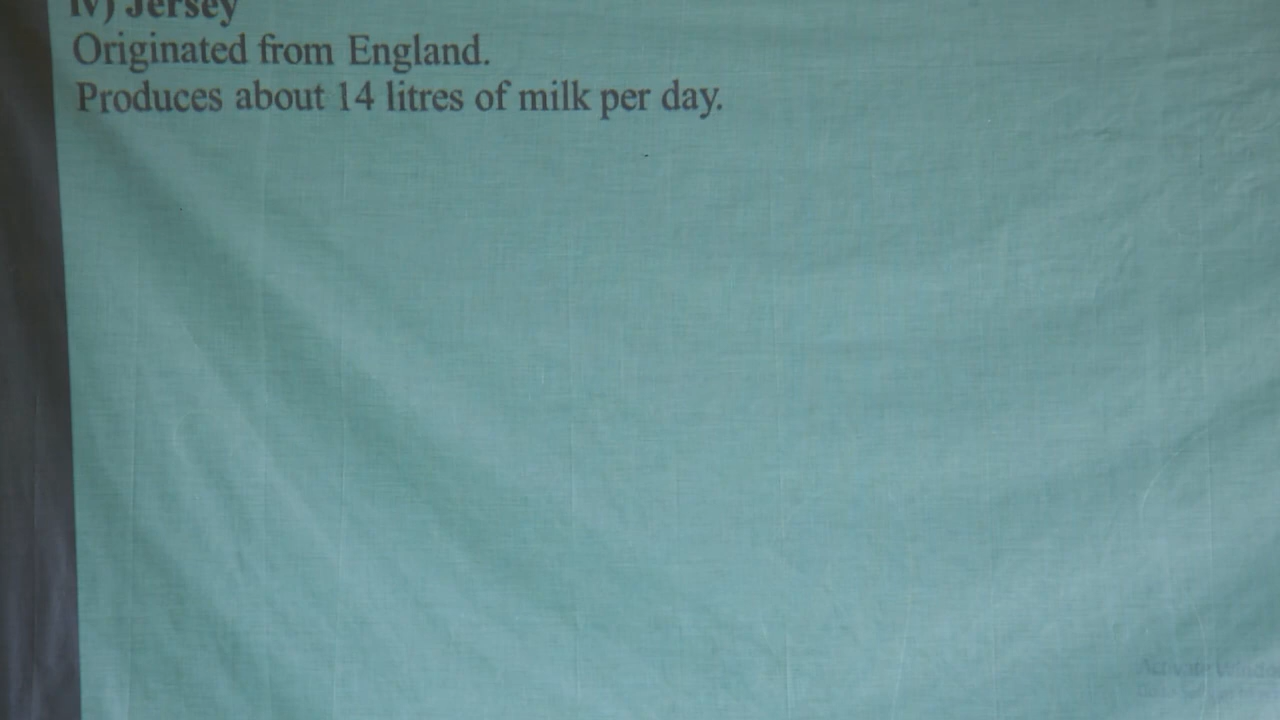 iv) Jersey
Originated from England.
Produces about 14 litres of milk per day.